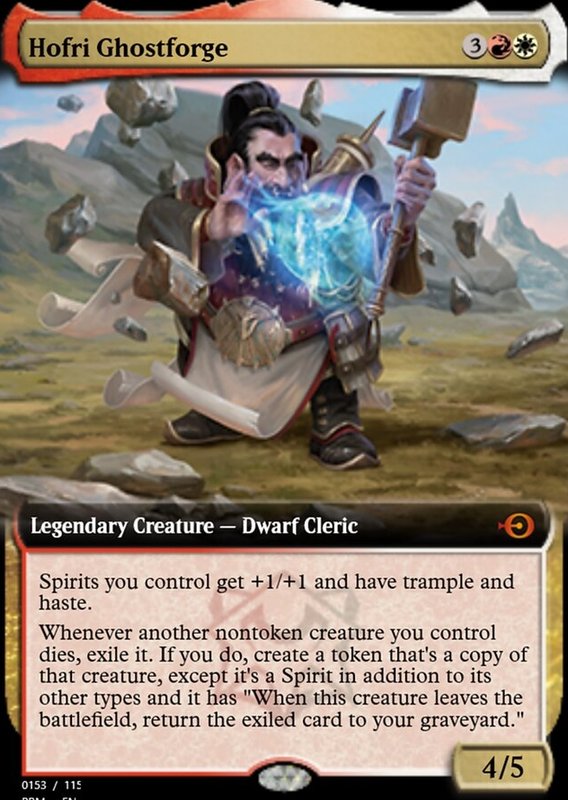 Hofri Ghostforge 3
Legendary Creature — Dwarf Cleric
Spirits you control get +1/+1 and have trample and
haste.
Whenever another nontoken creature you control
dies, exile it. If you do, create a token that's a copy of
that creature, except it's a Spirit in addition to its
other types and it has "When this creature leaves the
battlefield, return the exiled card to your graveyard."
4/5
0153 / 115